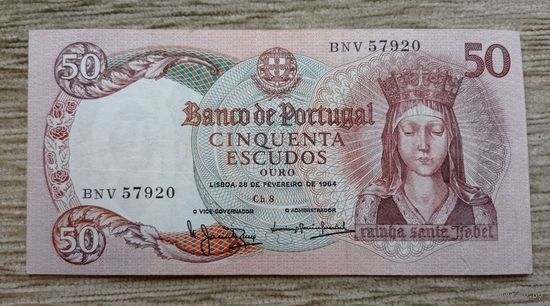 50
BNV 57920
50
Banco de Portugal
CINQUENTA
ESCUDOS
OURO
LISBOA, 28 DE FEVEREIRO DE 1964
Ch 8
BNV 57920
O VICE-GOVERNADOR
O ADMINISTRADOR
50
rainha santa Isabel